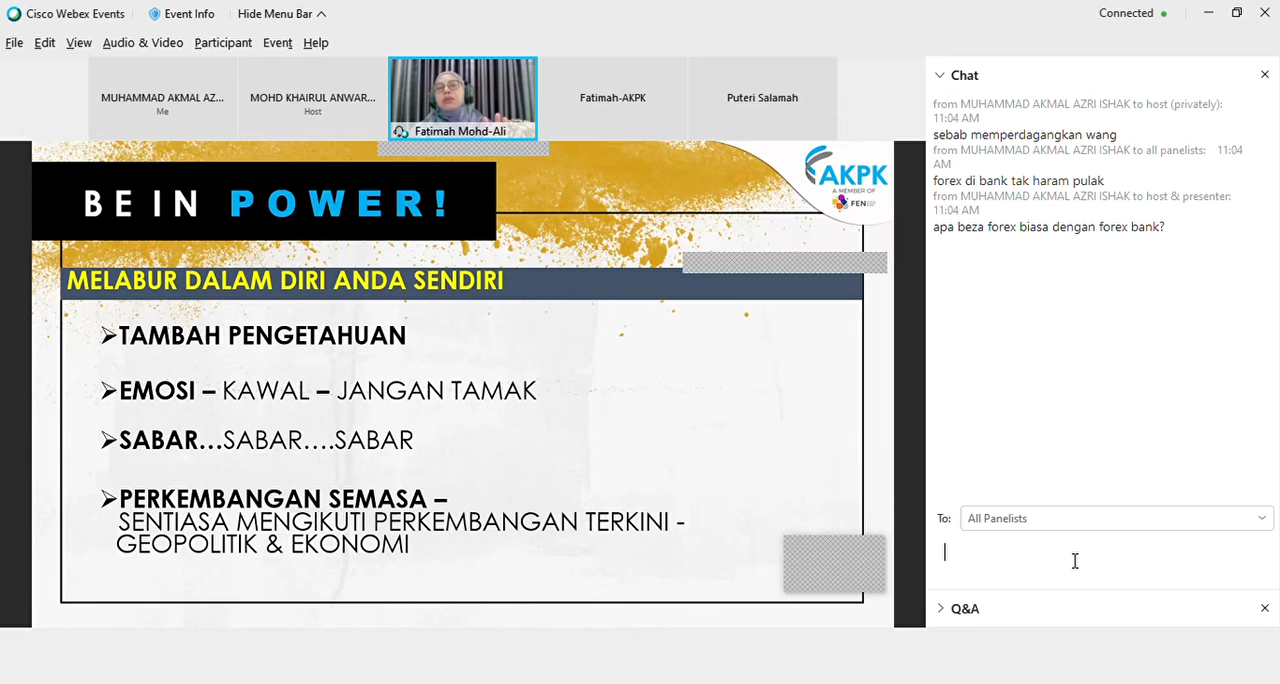 Cisco Webex Events
Event Info
Hide Menu Bar
Connected
File Edit View Audio & Video Participant Event Help
MUHAMMAD AKMAL AZ...
Me
MOHD KHAIRUL ANWAR...
Host
Fatimah Mohd-Ali
Fatimah-AKPK
Puteri Salamah
BEIN POWER!
AKPK
A MEMBER OF
FEN
MELABUR DALAM DIRI ANDA SENDIRI
➢TAMBAH PENGETAHUAN
➢EMOSI – KAWAL – JANGAN TAMAK
➢SABAR...SABAR....SABAR
➢PERKEMBANGAN SEMASA –
SENTIASA MENGIKUTI PERKEMBANGAN TERKINI -
GEOPOLITIK & EKONOMI
Chat
from MUHAMMAD AKMAL AZRI ISHAK to host (privately):
11:04 AM
sebab memperdagangkan wang
from MUHAMMAD AKMAL AZRI ISHAK to all panelists: 11:04
AM
forex di bank tak haram pulak
from MUHAMMAD AKMAL AZRI ISHAK to host & presenter:
11:04 AM
apa beza forex biasa dengan forex bank?
To: All Panelists
Q&A